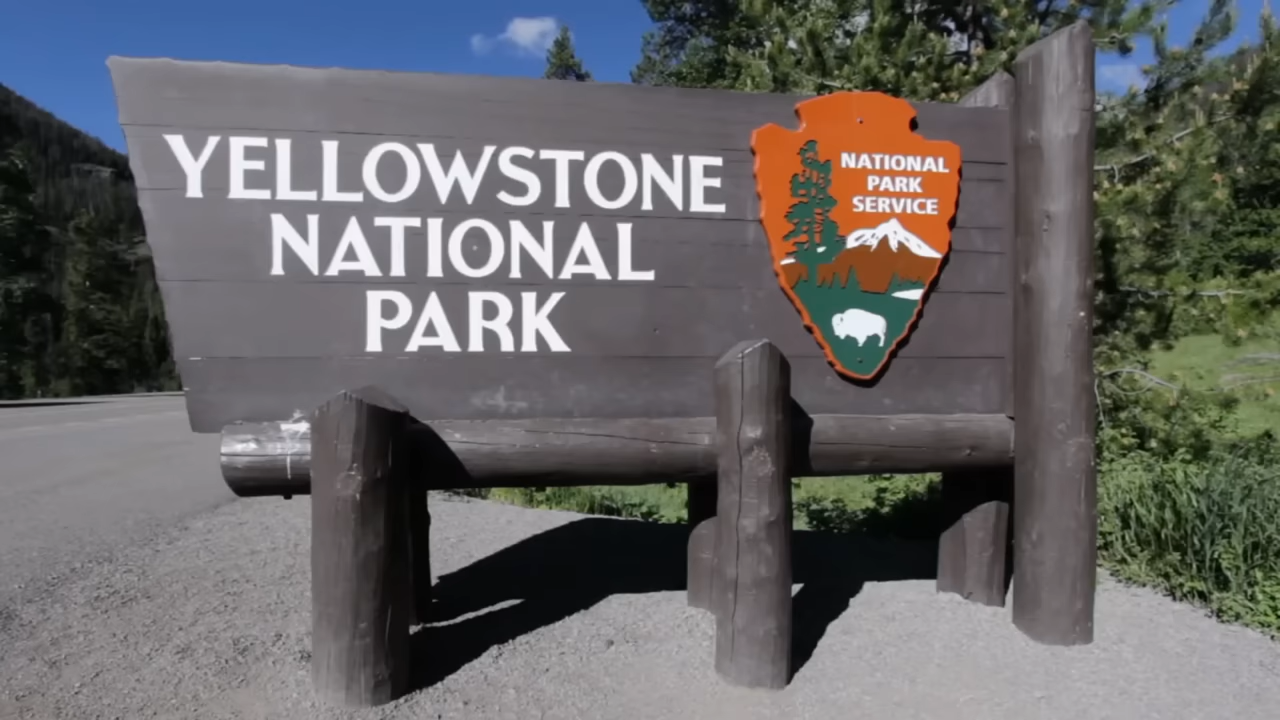 YELLOWSTONE
NATIONAL
PARK
NATIONAL
PARK
SERVICE